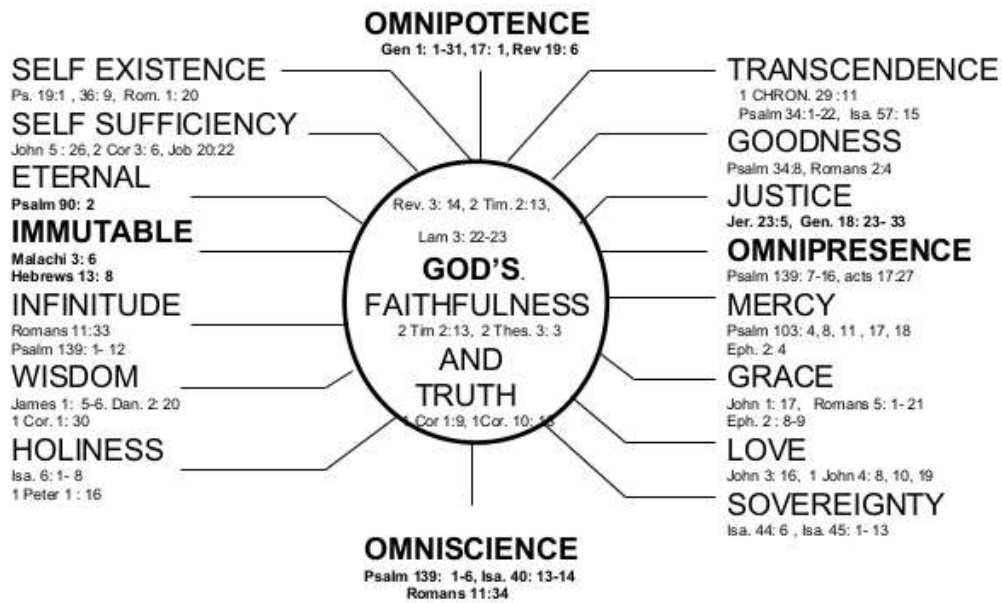 OMNIPOTENCE
Gen 1: 1-31, 17: 1, Rev 19: 6
SELF EXISTENCE
Ps. 19:1 , 36: 9, Rom. 1: 20
SELF SUFFICIENCY
John 5 : 26, 2 Cor 3: 6, Job 20:22
ETERNAL
Psalm 90: 2
IMMUTABLE
Malachi 3: 6
Hebrews 13: 8
INFINITUDE
Romans 11:33
Psalm 139: 1- 12
WISDOM
James 1: 5-6. Dan. 2: 20
1 Cor. 1: 30
HOLINESS
Isa. 6: 1- 8
1 Peter 1 : 16
Rev. 3: 14, 2 Tim. 2:13,
Lam 3: 22-23
GOD'S.
FAITHFULNESS
2 Tim 2:13, 2 Thes. 3: 3
AND
TRUTH
1 Cor 1:9, 1Cor. 10:
TRANSCENDENCE
1 CHRON. 29 :11
Psalm 34:1-22, Isa. 57: 15
GOODNESS
Psalm 34:8, Romans 2:4
JUSTICE
Jer. 23:5, Gen. 18: 23- 33
OMNIPRESENCE
Psalm 139: 7-16, acts 17:27
MERCY
Psalm 103: 4, 8, 11 , 17, 18
Eph. 2: 4
GRACE
John 1: 17, Romans 5: 1- 21
Eph. 2 : 8-9
LOVE
John 3: 16, 1 John 4: 8, 10, 19
SOVEREIGNTY
Isa. 44: 6 , Isa. 45: 1- 13
OMNISCIENCE
Psalm 139: 1-6, Isa. 40: 13-14
Romans 11:34